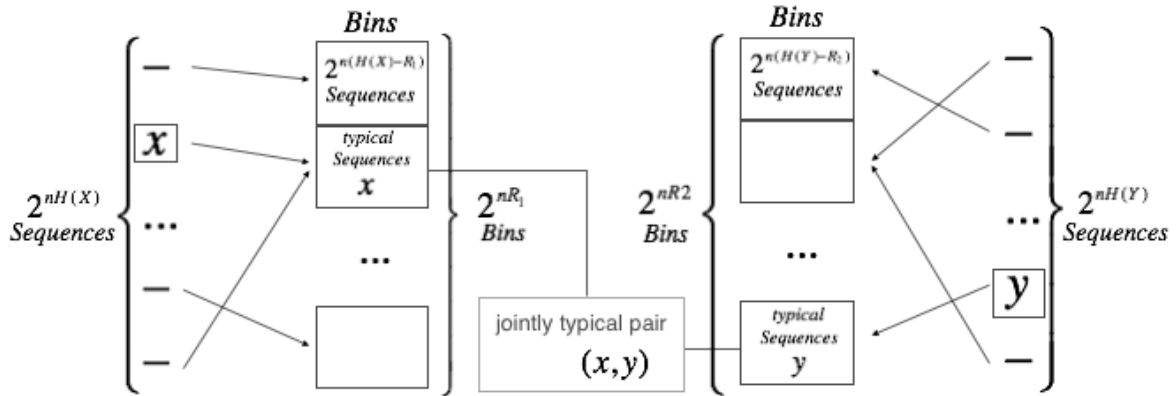 Bins
Bins
2^{n(H(X)-R_1)}
Sequences
2^{n(H(Y)-R_2)}
Sequences
x
typical
Sequences
x
2^{nH(X)}
Sequences
...
2^{nR_1}
Bins
2^{nR2}
Bins
...
2^{nH(Y)}
Sequences
...
...
y
jointly typical pair
(x,y)
typical
Sequences
y